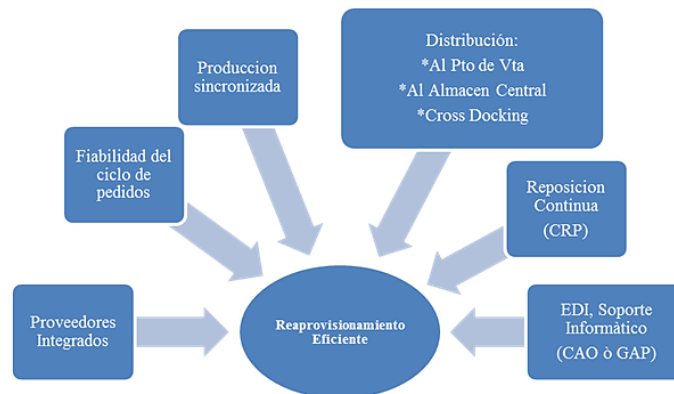 Distribución:
*Al Pto de Vta
*Al Almacen Central
*Cross Docking
Produccion
sincronizada
Fiabilidad del
ciclo de
pedidos
Reposicion
Continua
(CRP)
Proveedores
Integrados
Reaprovisionamiento
Eficiente
EDI, Soporte
Informàtico
(CAO ò GAP)